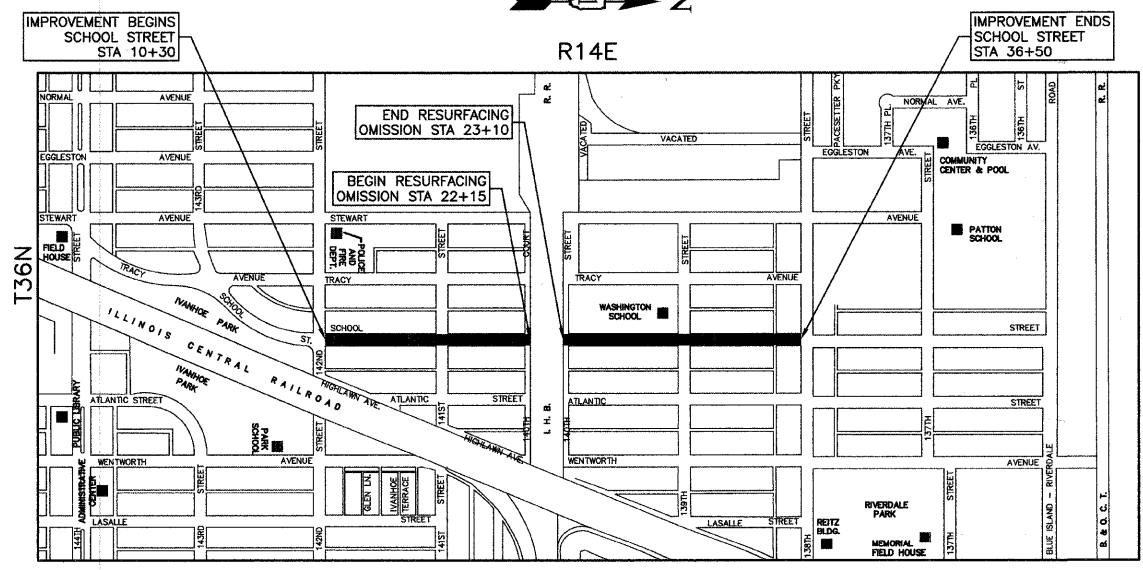 Z
IMPROVEMENT BEGINS
SCHOOL STREET
STA 10+30
R14E
IMPROVEMENT ENDS
SCHOOL STREET
STA 36+50
END RESURFACING
OMISSION STA 23+10
BEGIN RESURFACING
OMISSION STA 22+15
T36N
NORMAL AVENUE
EGGLESTON AVENUE
STEWART AVENUE
STEWART
STREET
143RD
STREET
STREET
FIELD
HOUSE
STREET
POLICE
AND
FIRE
DEPT.
TRACY
AVENUE
TRACY
SCHOOL
ST.
SCHOOL
IVANHOE PARK
ILLINOIS CENTRAL RAILROAD
IVANHOE
PARK
142ND
HIGHLAWN AVE.
ATLANTIC STREET
ATLANTIC STREET
141ST
STREET
COURT
140TH
R. R.
I. H. B.
HIGHLAWN AVE.
PUBLIC LIBRARY
PARK
SCHOOL
STREET
WENTWORTH AVENUE
ADMINISTRATIVE
CENTER
STREET
LASALLE
144TH
143RD
142ND
GLEN LN.
IVANHOE
TERRACE
STREET
STREET
141ST
VACATED
VACATED
STREET
140TH
STREET
TRACY AVENUE
WASHINGTON
SCHOOL
ATLANTIC
WENTWORTH
139TH
LASALLE STREET
STREET
138TH
PACESETTER PKY
137TH PL
NORMAL AVE.
136TH PL
136TH ST
ROAD
R. R.
EGGLESTON AVE.
EGGLESTON AV.
STREET
COMMUNITY
CENTER & POOL
AVENUE
PATTON
SCHOOL
STREET
STREET
137TH
AVENUE
RIVERDALE
PARK
REITZ
BLDG.
MEMORIAL
FIELD HOUSE
STREET
137TH
BLUE ISLAND - RIVERDALE
B. & O. C. T.